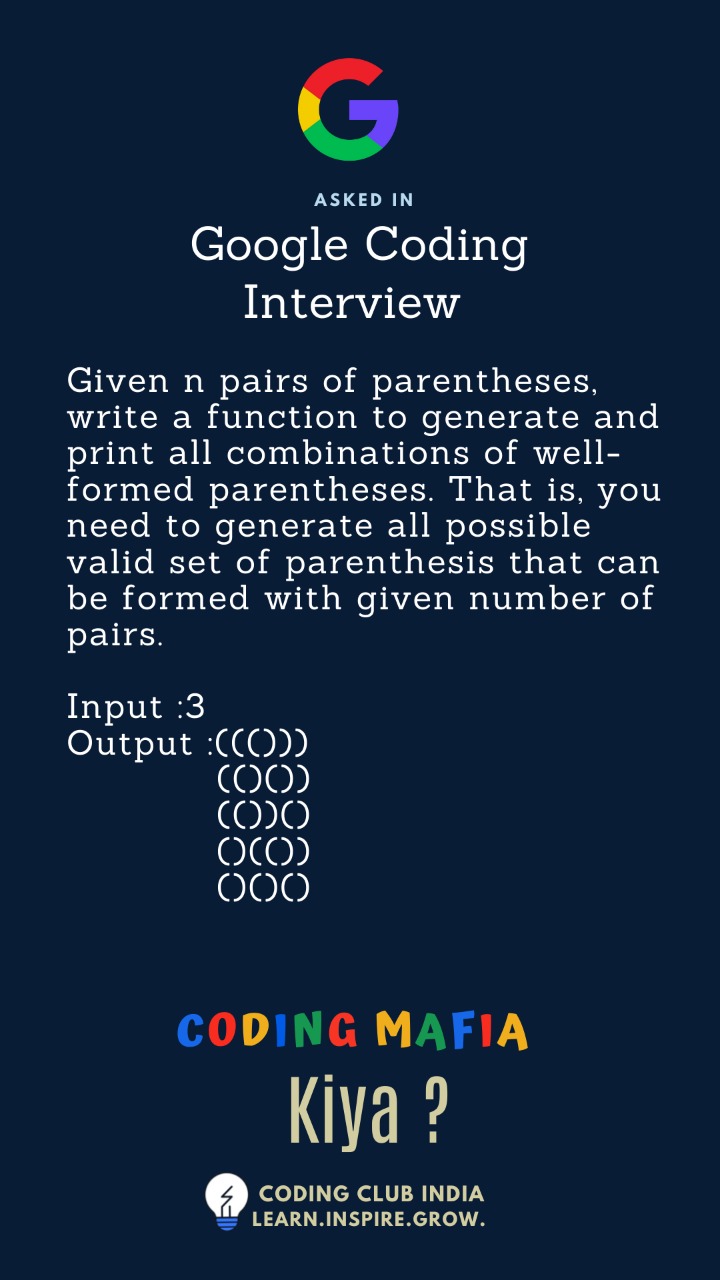 ASKED IN
Google Coding
Interview
Given n pairs of parentheses,
write a function to generate and
print all combinations of well-
formed parentheses. That is, you
need to generate all possible
valid set of parenthesis that can
be formed with given number of
pairs.
Input :3
Output :((()))
(()())
(())()
()(())
()()()
CODING MAFIA
Kiya ?
CODING CLUB INDIA
LEARN.INSPIRE.GROW.